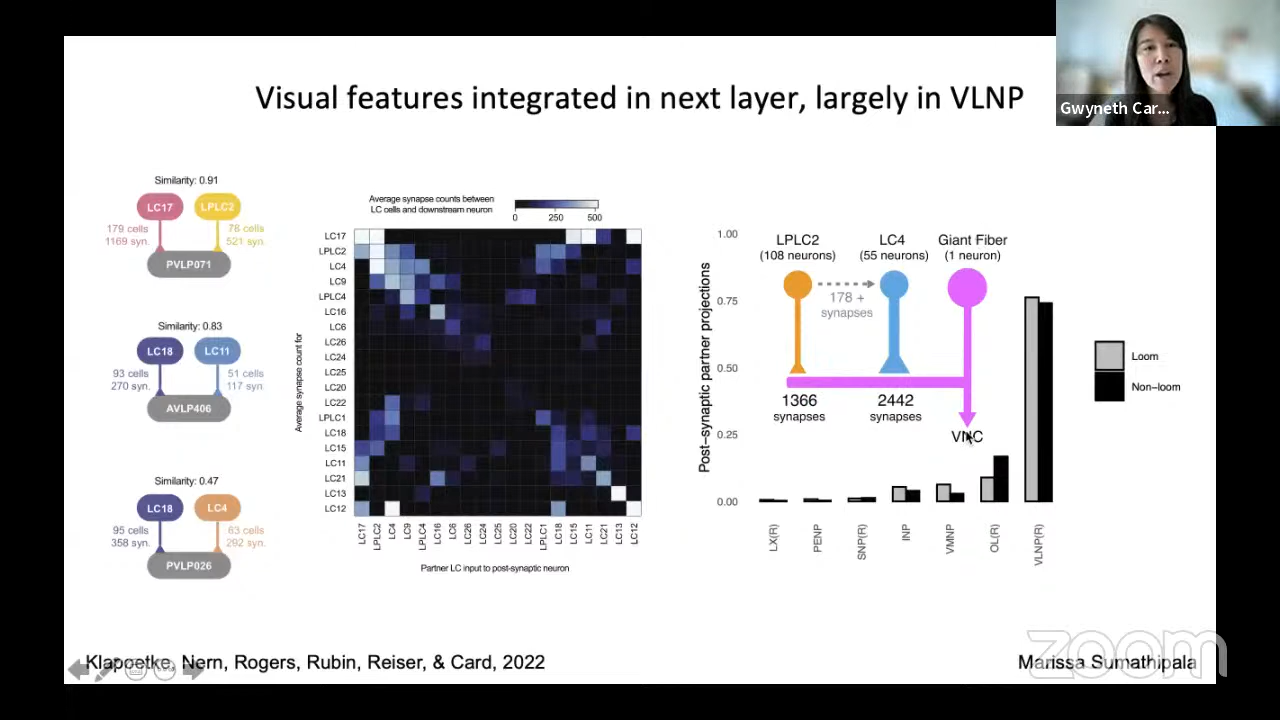 Visual features integrated in next layer, largely in VLNP
Gwyneth Car...
Similarity: 0.91
LC17
LPLC2
179 cells
1169 syn.
78 cells
521 syn.
PVLP071
Similarity: 0.83
LC18
LC11
93 cells
270 syn.
51 cells
117 syn.
AVLP406
Similarity: 0.47
LC18
LC4
95 cells
358 syn.
63 cells
292 syn.
PVLP026
Average synapse counts between
LC cells and downstream neuron
0 250 500
Average synapse count for
LC17
LPLC2
LC4
LC9
LPLC4
LC16
LC6
LC26
LC24
LC25
LC20
LC22
LPLC1
LC18
LC15
LC11
LC21
LC13
LC12
LC17 LPLC2 LC4 LC9 LPLC4 LC16 LC6 LC26 LC24 LC25 LC20 LC22 LPLC1 LC18 LC15 LC11 LC21 LC13 LC12
Partner LC input to post-synaptic neuron
Post−synaptic partner projections
1.00
0.75
0.50
0.25
0.00
LPLC2
(108 neurons)
LC4
(55 neurons)
Giant Fiber
(1 neuron)
178 +
synapses
1366
synapses
2442
synapses
VNC
LX(R) PENP SNP(R) INP VMNP OL(R) VLNP(R)
Loom
Non−loom
Klapoetke, Nern, Rogers, Rubin, Reiser, & Card, 2022
Marissa Sumathipala
zoom